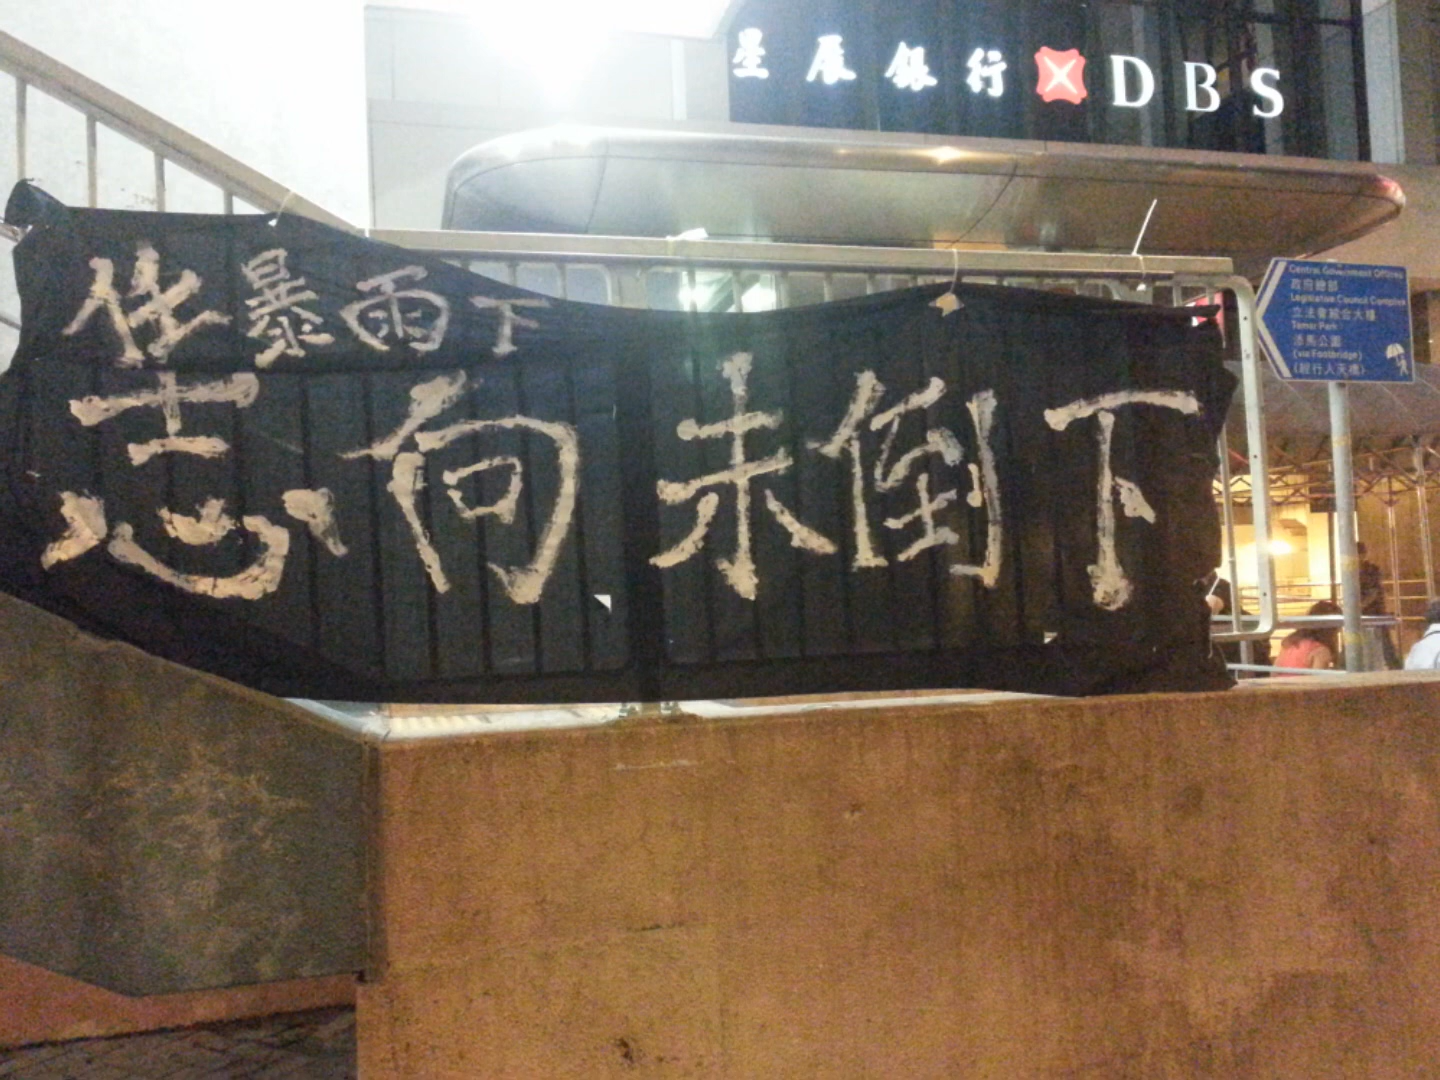 星展銀行 DBS
任暴雨下
志向未倒下
Central Government Offices
政府總部
Legislative Council Complex
立法會綜合大樓
Tamar Park
添馬公園
(via Footbridge)
(經行人天橋)